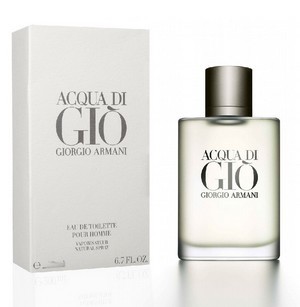 ACQUA DI
GIÒ
GIORGIO ARMANI
EAU DE TOILETTE
POUR HOMME
VAPORISATEUR
NATURAL SPRAY
6.7 FL. OZ.
ACQUA DI
GIÒ
GIORGIO ARMANI